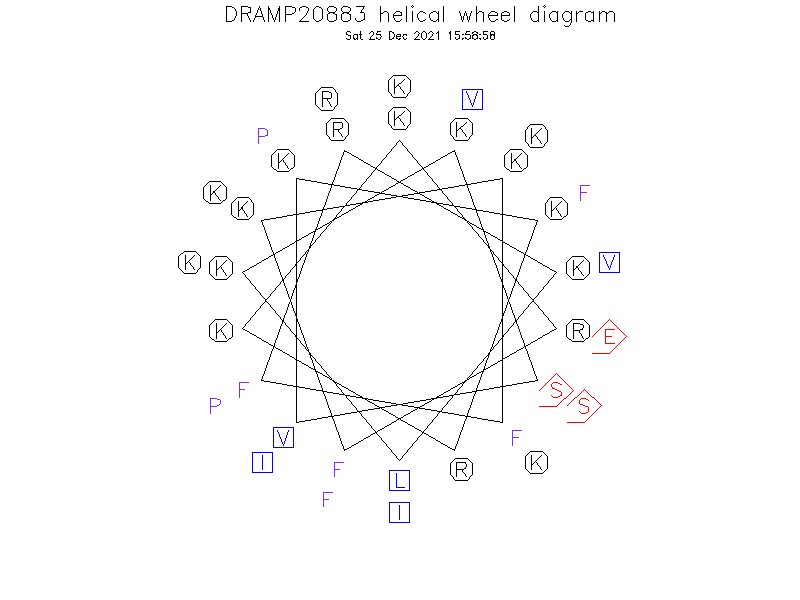 DRAMP20883 helical wheel diagram
Sat 25 Dec 2021 15:58:58
K
R V
K
R K
P K
K K
K F
K K
K V
K K
K R E
F S
P S
V F
I K
F R
L
F
I